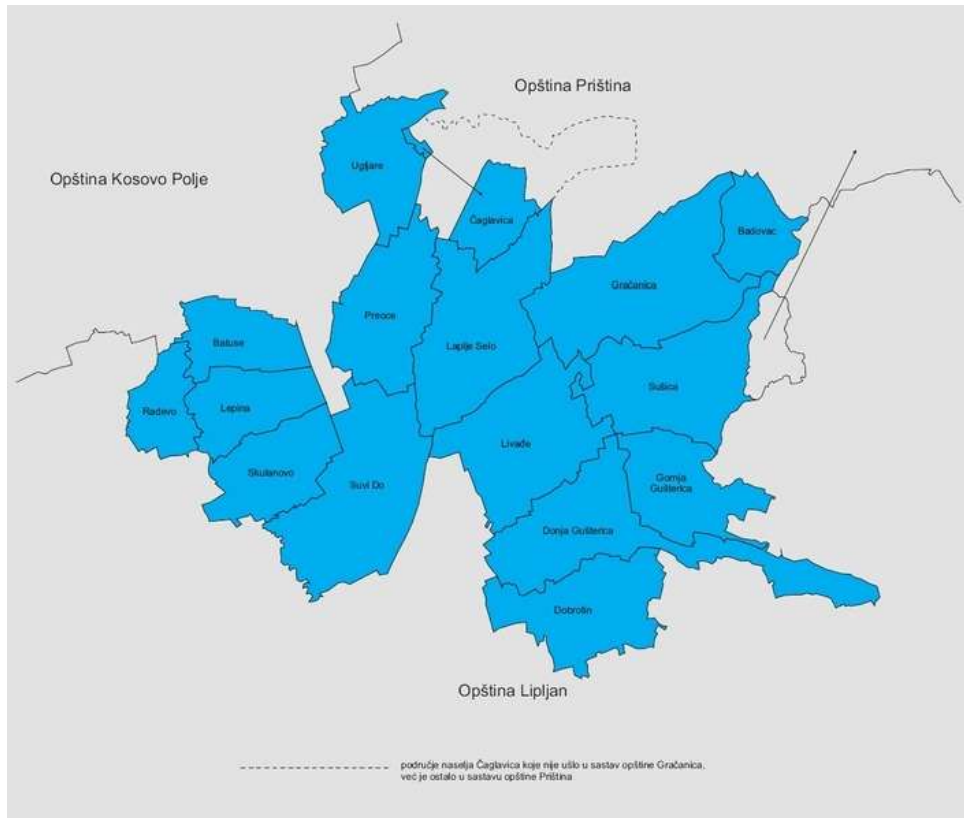 Opština Priština
Ugljare
Opština Kosovo Polje
Čaglavica
Badovac
Gračanica
Preoce
Batuse
Laplje Selo
Sušica
Radevo
Lepina
Livađe
Skulanovo
Suvi Do
Gornja
Gušterica
Donja Gušterica
Dobrotin
Opština Lipljan
područje naselja Čaglavica koje nije ušlo u sastav opštine Gračanica,
već je ostalo u sastavu opštine Priština